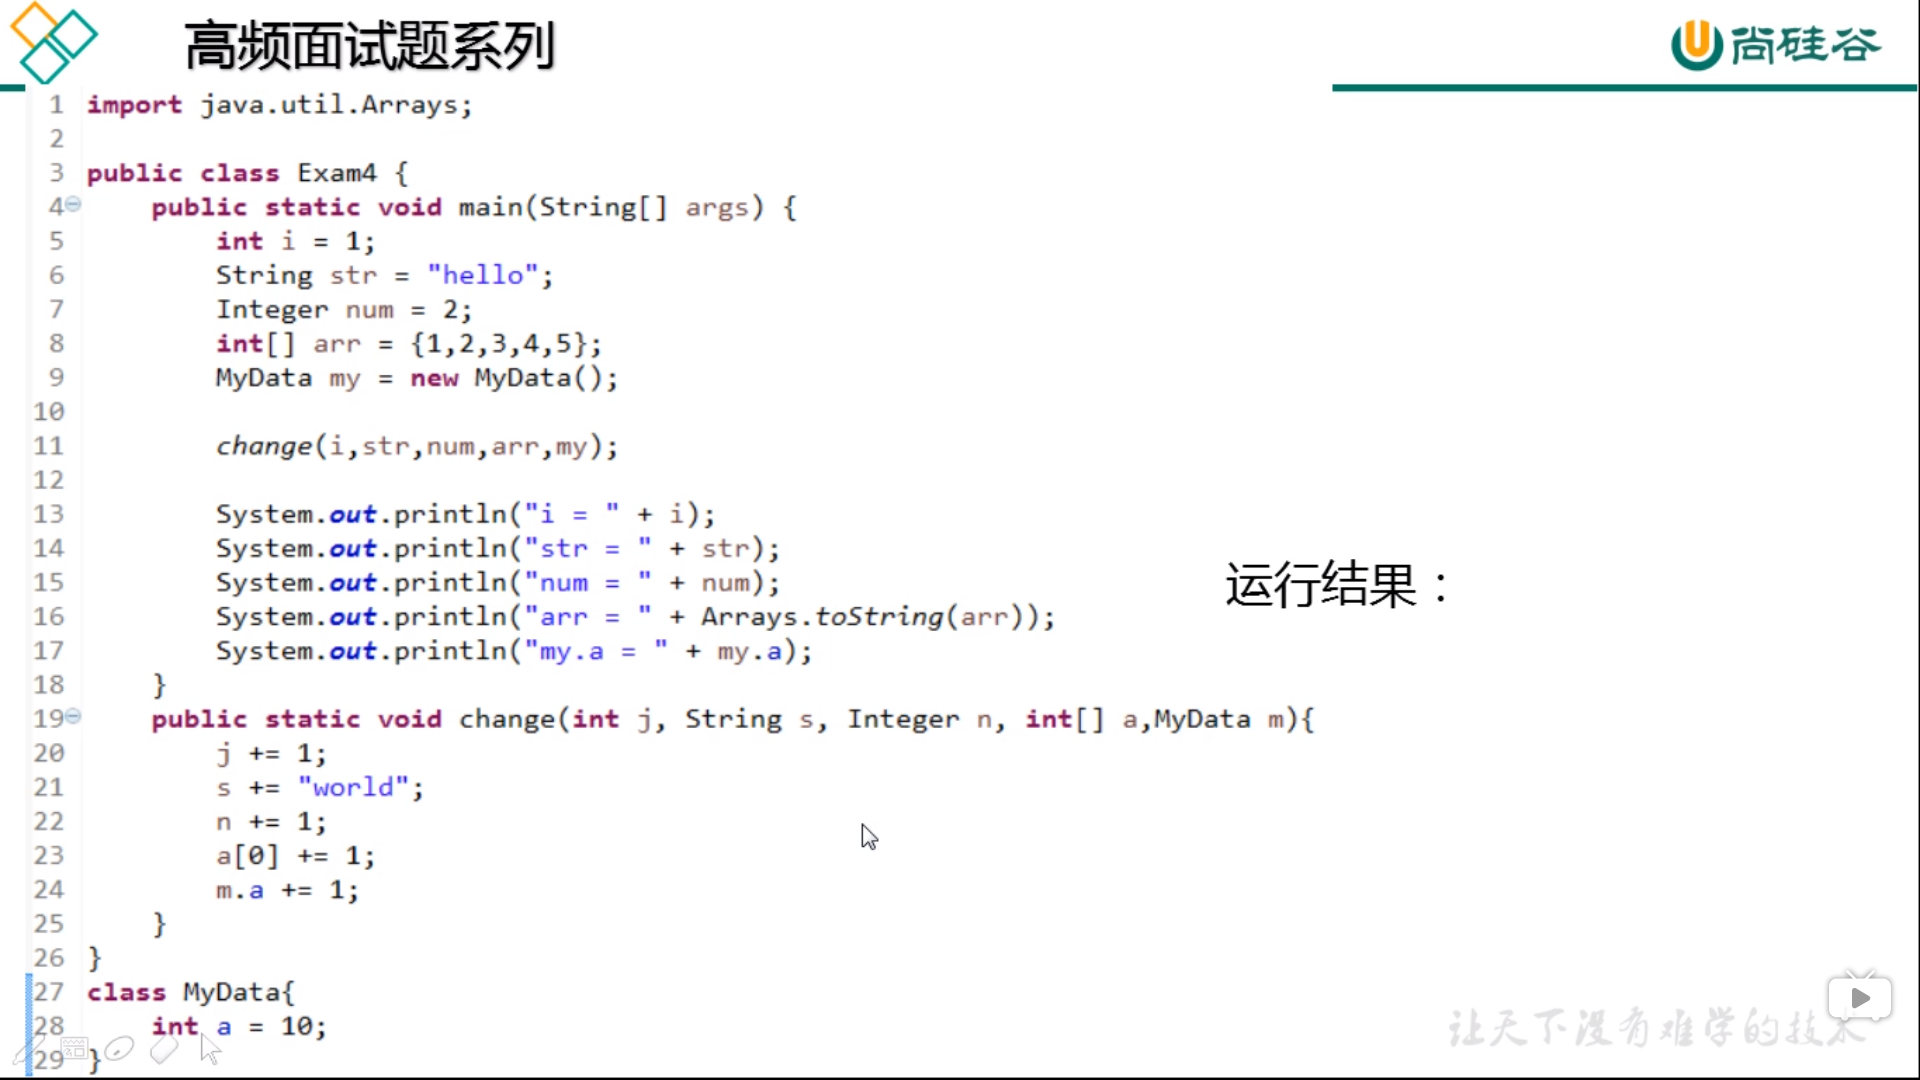 高频面试题系列
尚硅谷
1 import java.util.Arrays;
2
3 public class Exam4 {
4     public static void main(String[] args) {
5         int i = 1;
6         String str = "hello";
7         Integer num = 2;
8         int[] arr = {1,2,3,4,5};
9         MyData my = new MyData();
10
11         change(i,str,num,arr,my);
12
13         System.out.println("i = " + i);
14         System.out.println("str = " + str);
15         System.out.println("num = " + num);
16         System.out.println("arr = " + Arrays.toString(arr));
17         System.out.println("my.a = " + my.a);
18     }
19     public static void change(int j, String s, Integer n, int[] a,MyData m){
20         j += 1;
21         s += "world";
22         n += 1;
23         a[0] += 1;
24         m.a += 1;
25     }
26 }
27 class MyData{
28     int a = 10;
29 }
运行结果：
让天下没有难学的技术